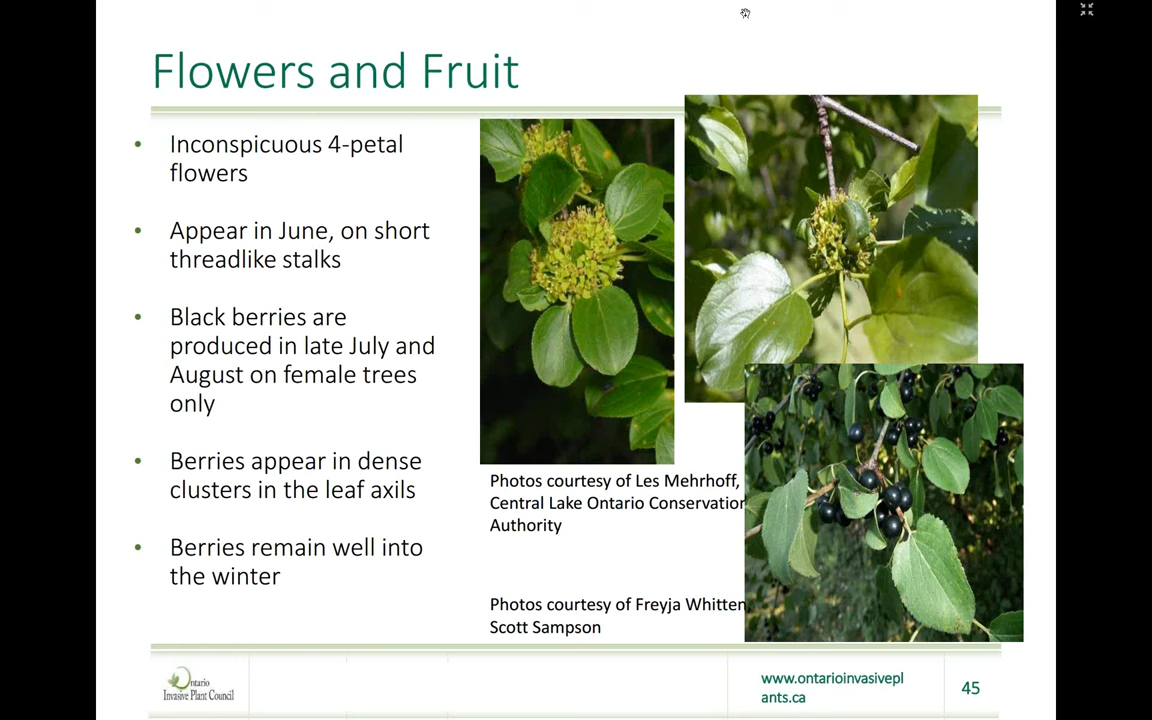 Flowers and Fruit
• Inconspicuous 4-petal
flowers
• Appear in June, on short
threadlike stalks
• Black berries are
produced in late July and
August on female trees
only
• Berries appear in dense
clusters in the leaf axils
• Berries remain well into
the winter
Photos courtesy of Les Mehrhoff,
Central Lake Ontario Conservation
Authority
Photos courtesy of Freyja Whitten,
Scott Sampson
Ontario
Invasive Plant Council
www.ontarioinvasivepl
ants.ca
45